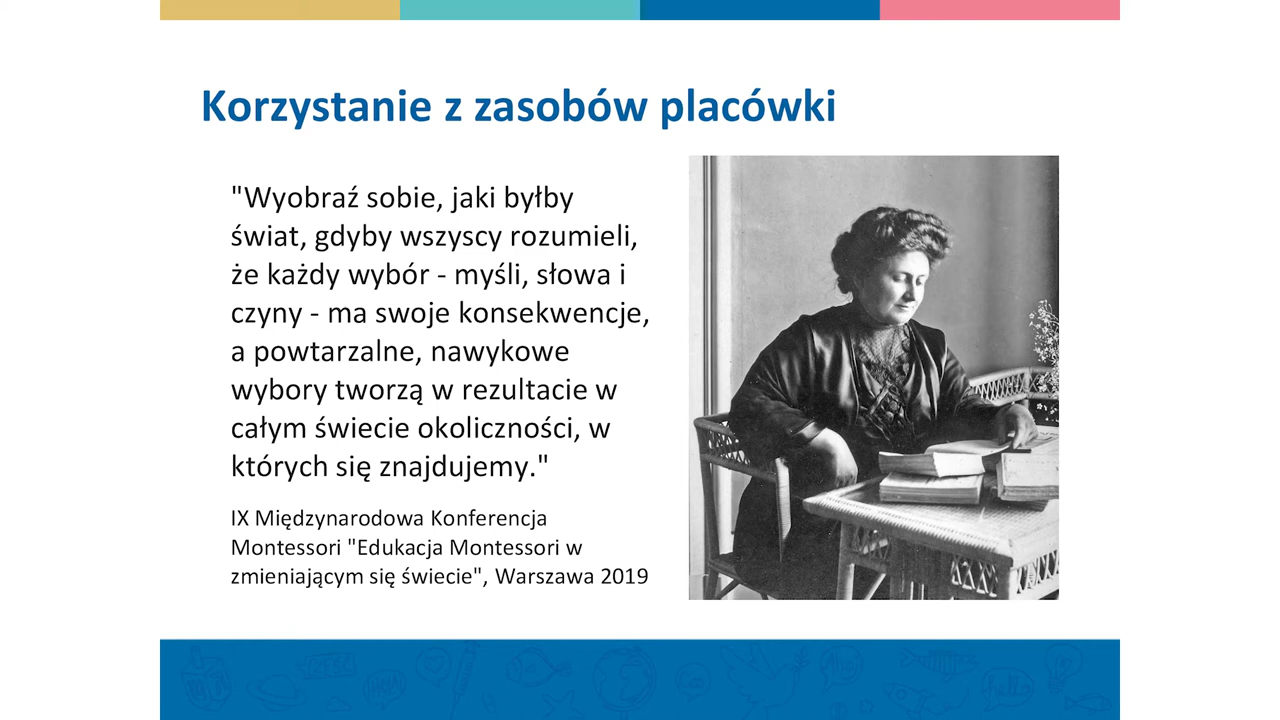 Korzystanie z zasobów placówki
"Wyobraź sobie, jaki byłby
świat, gdyby wszyscy rozumieli,
że każdy wybór - myśli, słowa i
czyny - ma swoje konsekwencje,
a powtarzalne, nawykowe
wybory tworzą w rezultacie w
całym świecie okoliczności, w
których się znajdujemy."
IX Międzynarodowa Konferencja
Montessori "Edukacja Montessori w
zmieniającym się świecie", Warszawa 2019
hello